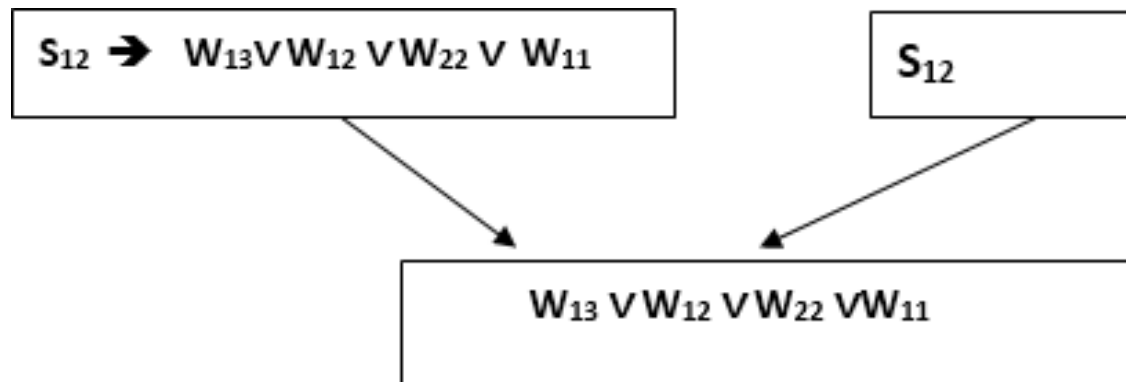 S₁₂ ➔ W₁₃∨W₁₂ ∨W₂₂ ∨ W₁₁
S₁₂
W₁₃ ∨W₁₂ ∨W₂₂ ∨W₁₁